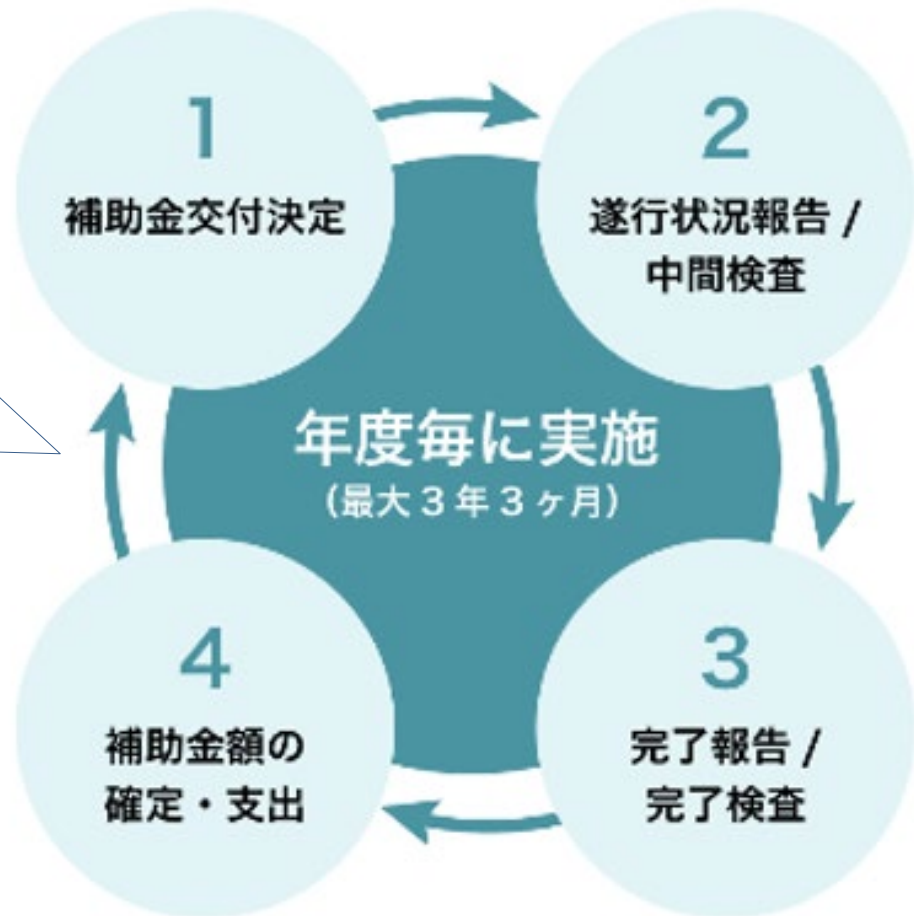 1
補助金交付決定
2
遂行状況報告 /
中間検査
年度毎に実施
（最大３年３ヶ月）
3
完了報告 /
完了検査
4
補助金額の
確定・支出